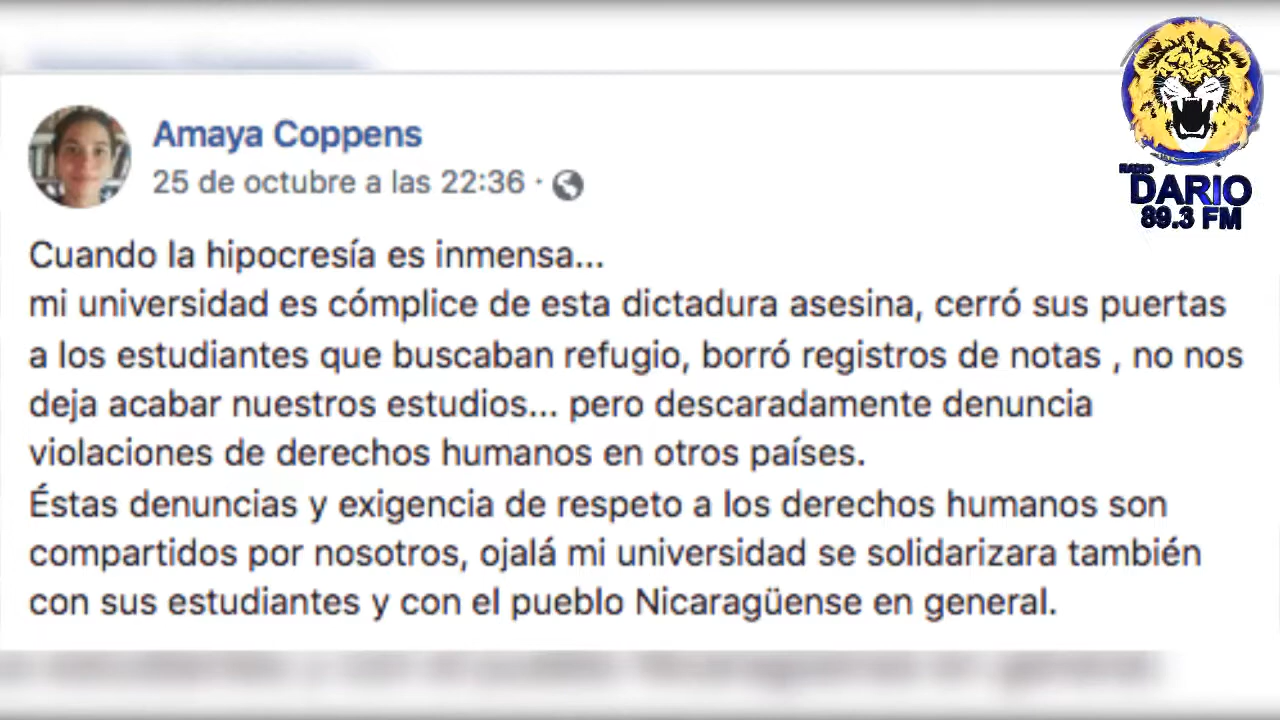 Amaya Coppens
25 de octubre a las 22:36 ·
Cuando la hipocresía es inmensa...
mi universidad es cómplice de esta dictadura asesina, cerró sus puertas
a los estudiantes que buscaban refugio, borró registros de notas , no nos
deja acabar nuestros estudios... pero descaradamente denuncia
violaciones de derechos humanos en otros países.
Éstas denuncias y exigencia de respeto a los derechos humanos son
compartidos por nosotros, ojalá mi universidad se solidarizara también
con sus estudiantes y con el pueblo Nicaragüense en general.
RADIO
DARIO
89.3 FM